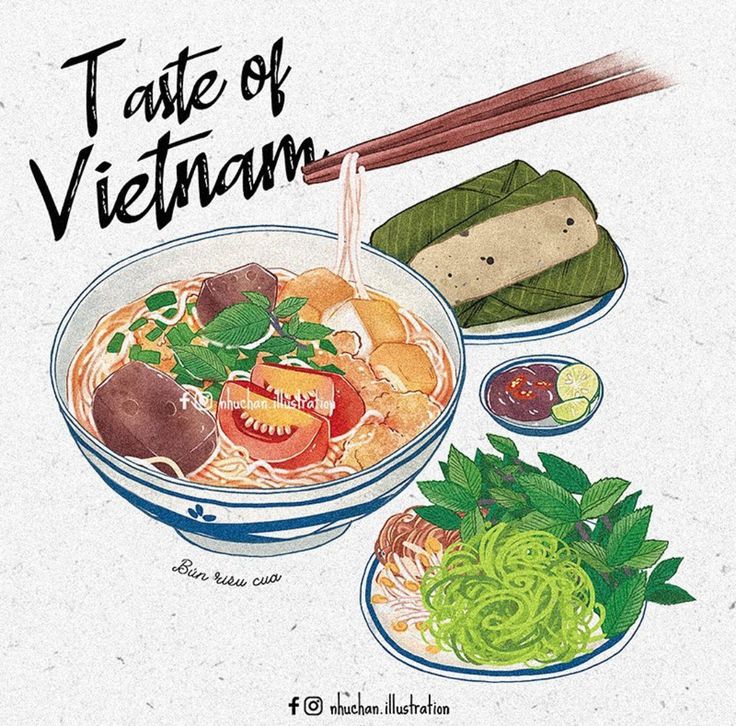 Taste of
Vietnam
nhuchan.illustration
Bún riêu cua
nhuchan.illustration